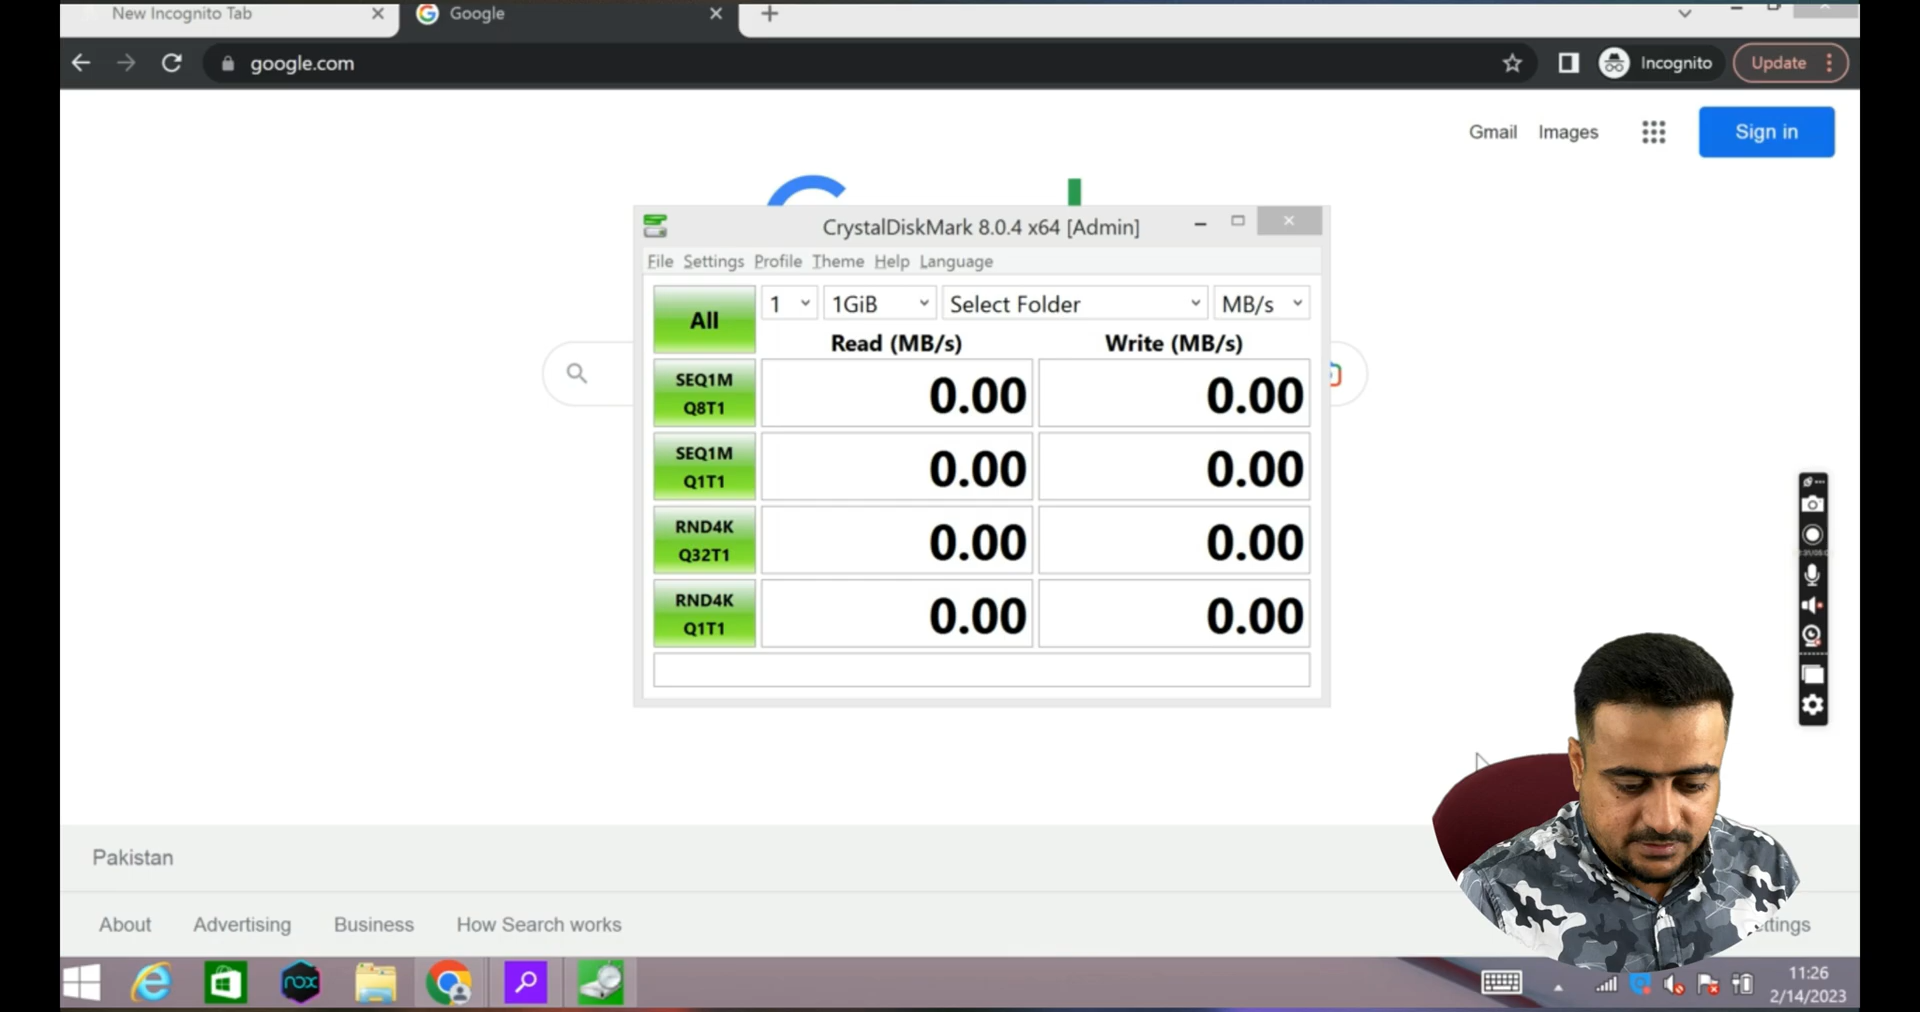 New Incognito Tab
Google
google.com
Incognito
Update
Gmail Images
Sign in
CrystalDiskMark 8.0.4 x64 [Admin]
File Settings Profile Theme Help Language
All
1
1GiB
Select Folder
MB/s
Read (MB/s)
Write (MB/s)
SEQ1M
Q8T1
0.00
0.00
SEQ1M
Q1T1
0.00
0.00
RND4K
Q32T1
0.00
0.00
RND4K
Q1T1
0.00
0.00
Pakistan
About Advertising Business How Search works
nox
11:26
2/14/2023